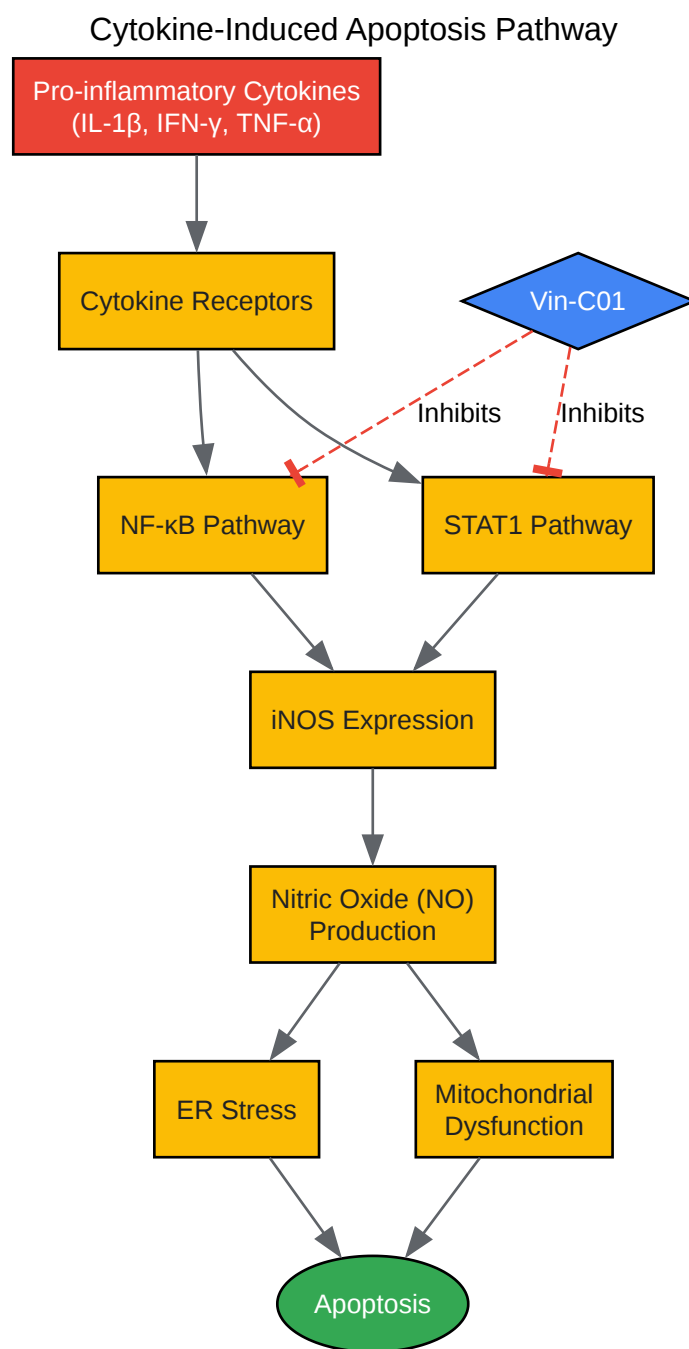 Cytokine-Induced Apoptosis Pathway
Pro-inflammatory Cytokines
(IL-1β, IFN-γ, TNF-α)
Cytokine Receptors
Vin-C01
Inhibits
Inhibits
NF-κB Pathway
STAT1 Pathway
iNOS Expression
Nitric Oxide (NO)
Production
ER Stress
Mitochondrial
Dysfunction
Apoptosis